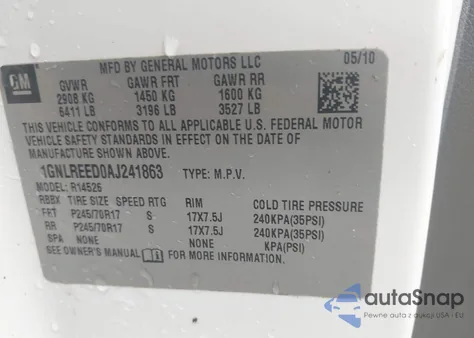 MFD BY GENERAL MOTORS LLC 05/10
GM
GVWR GAWR FRT GAWR RR
2908 KG 1450 KG 1600 KG
6411 LB 3196 LB 3527 LB
THIS VEHICLE CONFORMS TO ALL APPLICABLE U.S. FEDERAL MOTOR
VEHICLE SAFETY STANDARDS IN EFFECT ON THE DATE OF
MANUFACTURE SHOWN ABOVE.
1GNLREED0AJ241863 TYPE: M.P.V.
MODEL: R14526
RBBX TIRE SIZE SPEED RTG RIM COLD TIRE PRESSURE
FRT P245/70R17 S 17X7.5J 240KPA(35PSI)
RR P245/70R17 S 17X7.5J 240KPA(35PSI)
SPA NONE NONE KPA(PSI)
SEE OWNER'S MANUAL FOR MORE INFORMATION.
autoSnap
Pewne auta z aukcji USA i EU